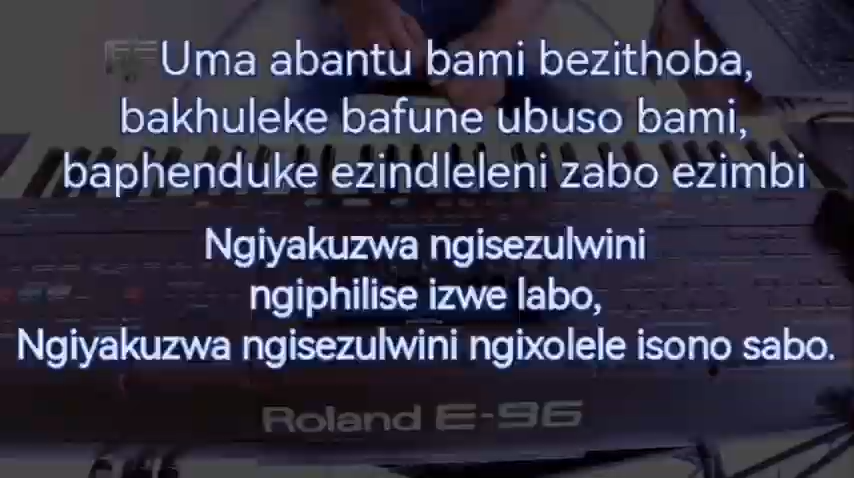 Uma abantu bami bezithoba,
bakhuleke bafune ubuso bami,
baphenduke ezindleleni zabo ezimbi
Ngiyakuzwa ngisezulwini
ngiphilise izwe labo,
Ngiyakuzwa ngisezulwini ngixolele isono sabo.
Roland E-96